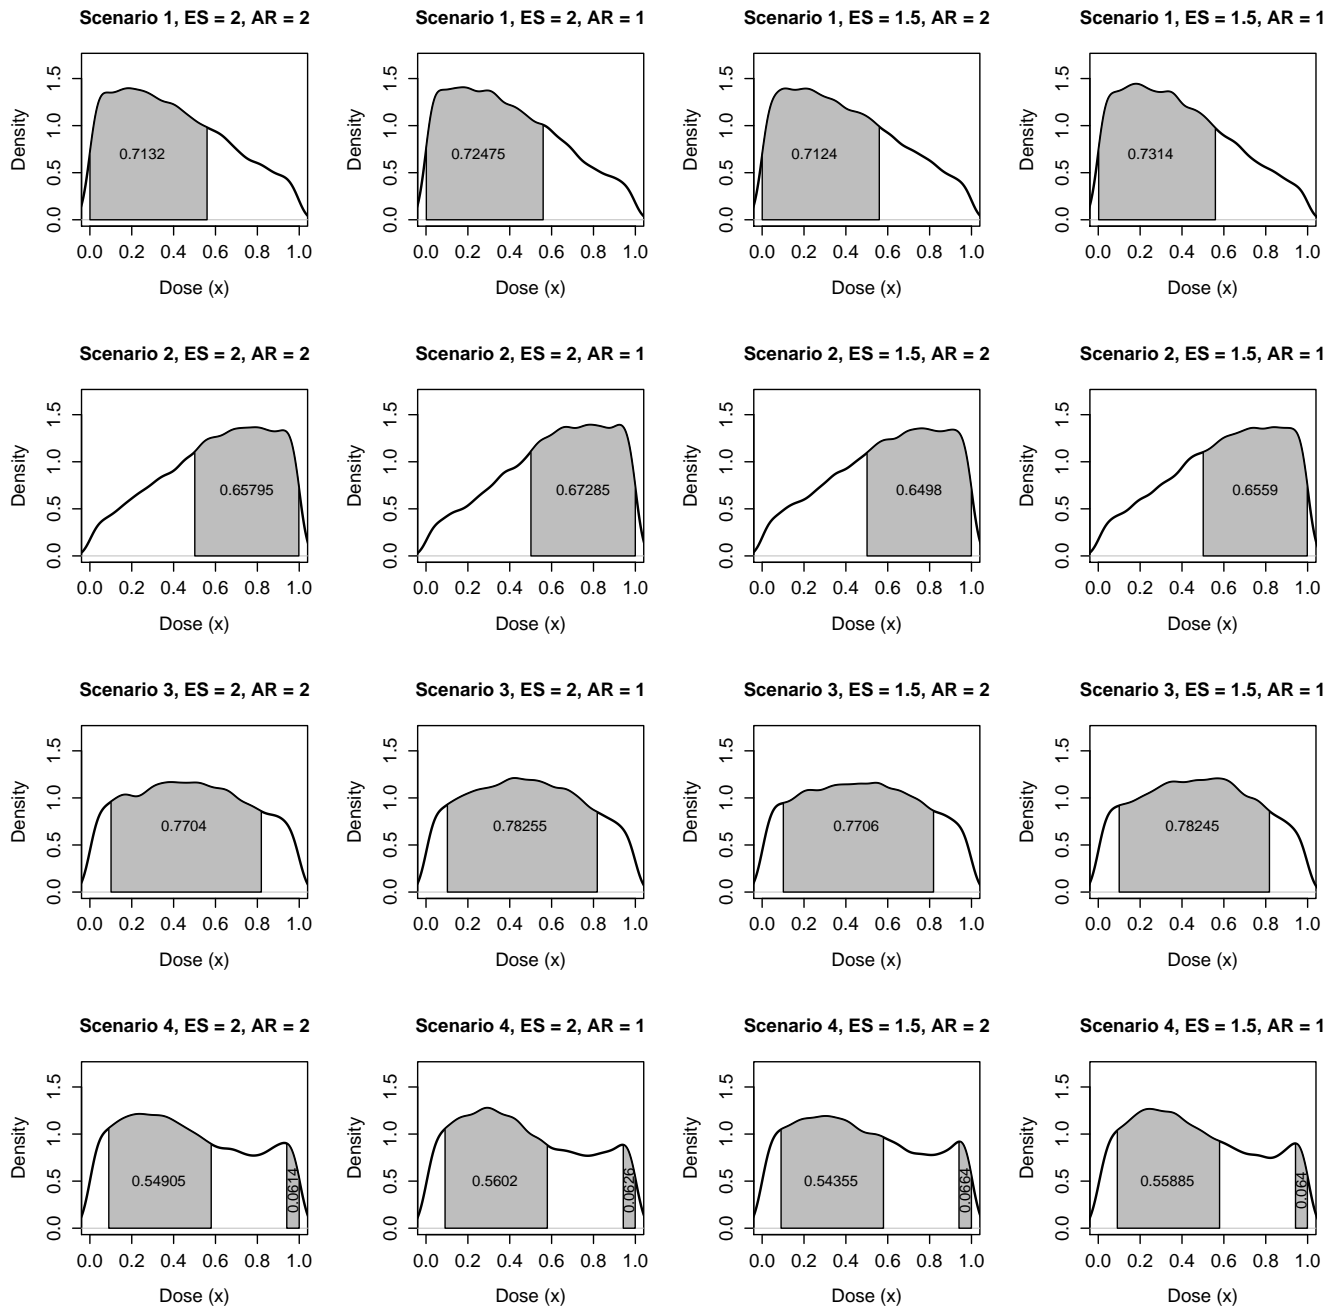 Scenario 1, ES = 2, AR = 2
Density
0.0 0.5 1.0 1.5
0.7132
0.0 0.2 0.4 0.6 0.8 1.0
Dose (x)
Scenario 1, ES = 2, AR = 1
Density
0.0 0.5 1.0 1.5
0.72475
0.0 0.2 0.4 0.6 0.8 1.0
Dose (x)
Scenario 1, ES = 1.5, AR = 2
Density
0.0 0.5 1.0 1.5
0.7124
0.0 0.2 0.4 0.6 0.8 1.0
Dose (x)
Scenario 1, ES = 1.5, AR = 1
Density
0.0 0.5 1.0 1.5
0.7314
0.0 0.2 0.4 0.6 0.8 1.0
Dose (x)
Scenario 2, ES = 2, AR = 2
Density
0.0 0.5 1.0 1.5
0.65795
0.0 0.2 0.4 0.6 0.8 1.0
Dose (x)
Scenario 2, ES = 2, AR = 1
Density
0.0 0.5 1.0 1.5
0.67285
0.0 0.2 0.4 0.6 0.8 1.0
Dose (x)
Scenario 2, ES = 1.5, AR = 2
Density
0.0 0.5 1.0 1.5
0.6498
0.0 0.2 0.4 0.6 0.8 1.0
Dose (x)
Scenario 2, ES = 1.5, AR = 1
Density
0.0 0.5 1.0 1.5
0.6559
0.0 0.2 0.4 0.6 0.8 1.0
Dose (x)
Scenario 3, ES = 2, AR = 2
Density
0.0 0.5 1.0 1.5
0.7704
0.0 0.2 0.4 0.6 0.8 1.0
Dose (x)
Scenario 3, ES = 2, AR = 1
Density
0.0 0.5 1.0 1.5
0.78255
0.0 0.2 0.4 0.6 0.8 1.0
Dose (x)
Scenario 3, ES = 1.5, AR = 2
Density
0.0 0.5 1.0 1.5
0.7706
0.0 0.2 0.4 0.6 0.8 1.0
Dose (x)
Scenario 3, ES = 1.5, AR = 1
Density
0.0 0.5 1.0 1.5
0.78245
0.0 0.2 0.4 0.6 0.8 1.0
Dose (x)
Scenario 4, ES = 2, AR = 2
Density
0.0 0.5 1.0 1.5
0.54905
0.0614
0.0 0.2 0.4 0.6 0.8 1.0
Dose (x)
Scenario 4, ES = 2, AR = 1
Density
0.0 0.5 1.0 1.5
0.5602
0.0626
0.0 0.2 0.4 0.6 0.8 1.0
Dose (x)
Scenario 4, ES = 1.5, AR = 2
Density
0.0 0.5 1.0 1.5
0.54355
0.0664
0.0 0.2 0.4 0.6 0.8 1.0
Dose (x)
Scenario 4, ES = 1.5, AR = 1
Density
0.0 0.5 1.0 1.5
0.55885
0.064
0.0 0.2 0.4 0.6 0.8 1.0
Dose (x)